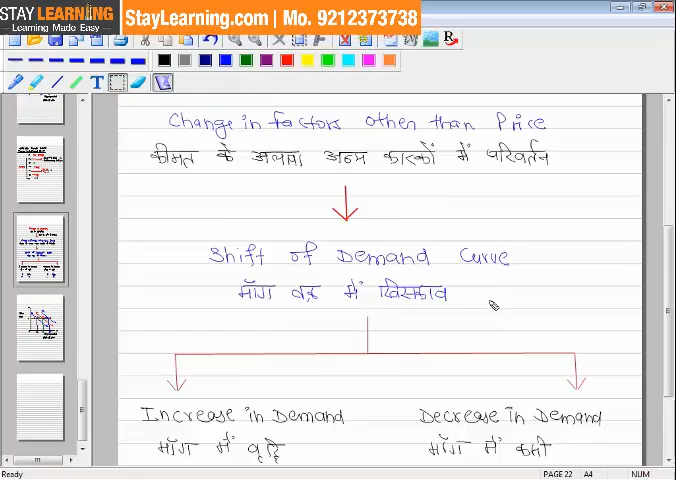 STAY LEARNING
Learning Made Easy
StayLearning.com | Mo. 9212373738
Change in Factors other than Price
कीमत के अथवा अन्य कारकों में परिवर्तन
Shift of Demand Curve
माँग वक्र में खिसकाव
Increase in Demand
Decrease in Demand
माँग में वृद्धि
माँग में कमी
Ready
PAGE 22
A4
NUM